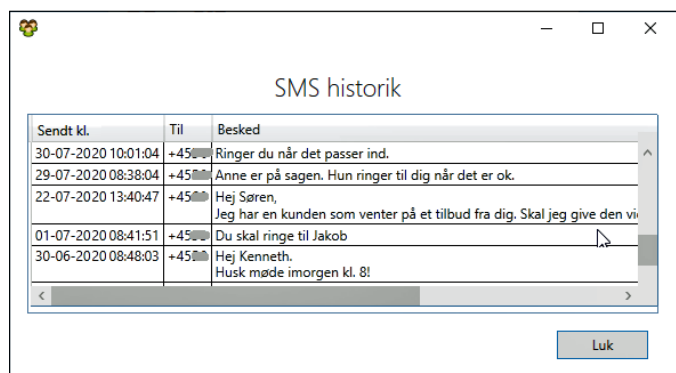 SMS historik
Sendt kl. Til Besked
30-07-2020 10:01:04 +45 Ringer du når det passer ind.
29-07-2020 08:38:04 +45 Anne er på sagen. Hun ringer til dig når det er ok.
22-07-2020 13:40:47 +45 Hej Søren,
Jeg har en kunden som venter på et tilbud fra dig. Skal jeg give den
01-07-2020 08:41:51 +45 Du skal ringe til Jakob
30-06-2020 08:48:03 +45 Hej Kenneth.
Husk møde imorgen kl. 8!
Luk